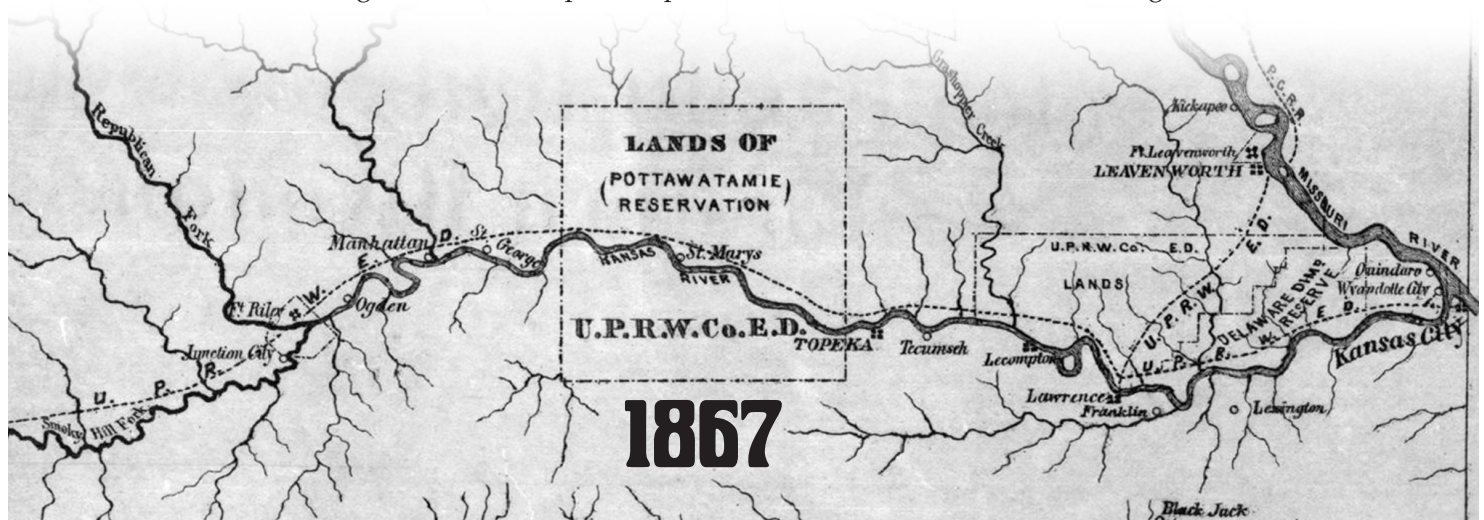 P.C.R.R.
Grasshopper Creek
Kickapoo
Republican Fork
LANDS OF
(POTTAWATAMIE
RESERVATION)
Ft. Leavenworth
LEAVENWORTH
MISSOURI RIVER
Manhattan
St. George
KANSAS RIVER
St. Marys
U.P.R.W.Co. E.D.
LANDS
U.P.R.W. E.D.
DELAWARE DIMD
RESERVE
Quindaro
Wyandotte City
Ft. Riley
U. P. R. W. E. D.
Ogden
U.P.R.W.Co.E.D.
TOPEKA
Tecumseh
Lecompton
U. P. R. W. E. D.
Kansas City
Junction City
Smoky Hill Fork
Lawrence
Franklin
Lexington
1867
Black Jack